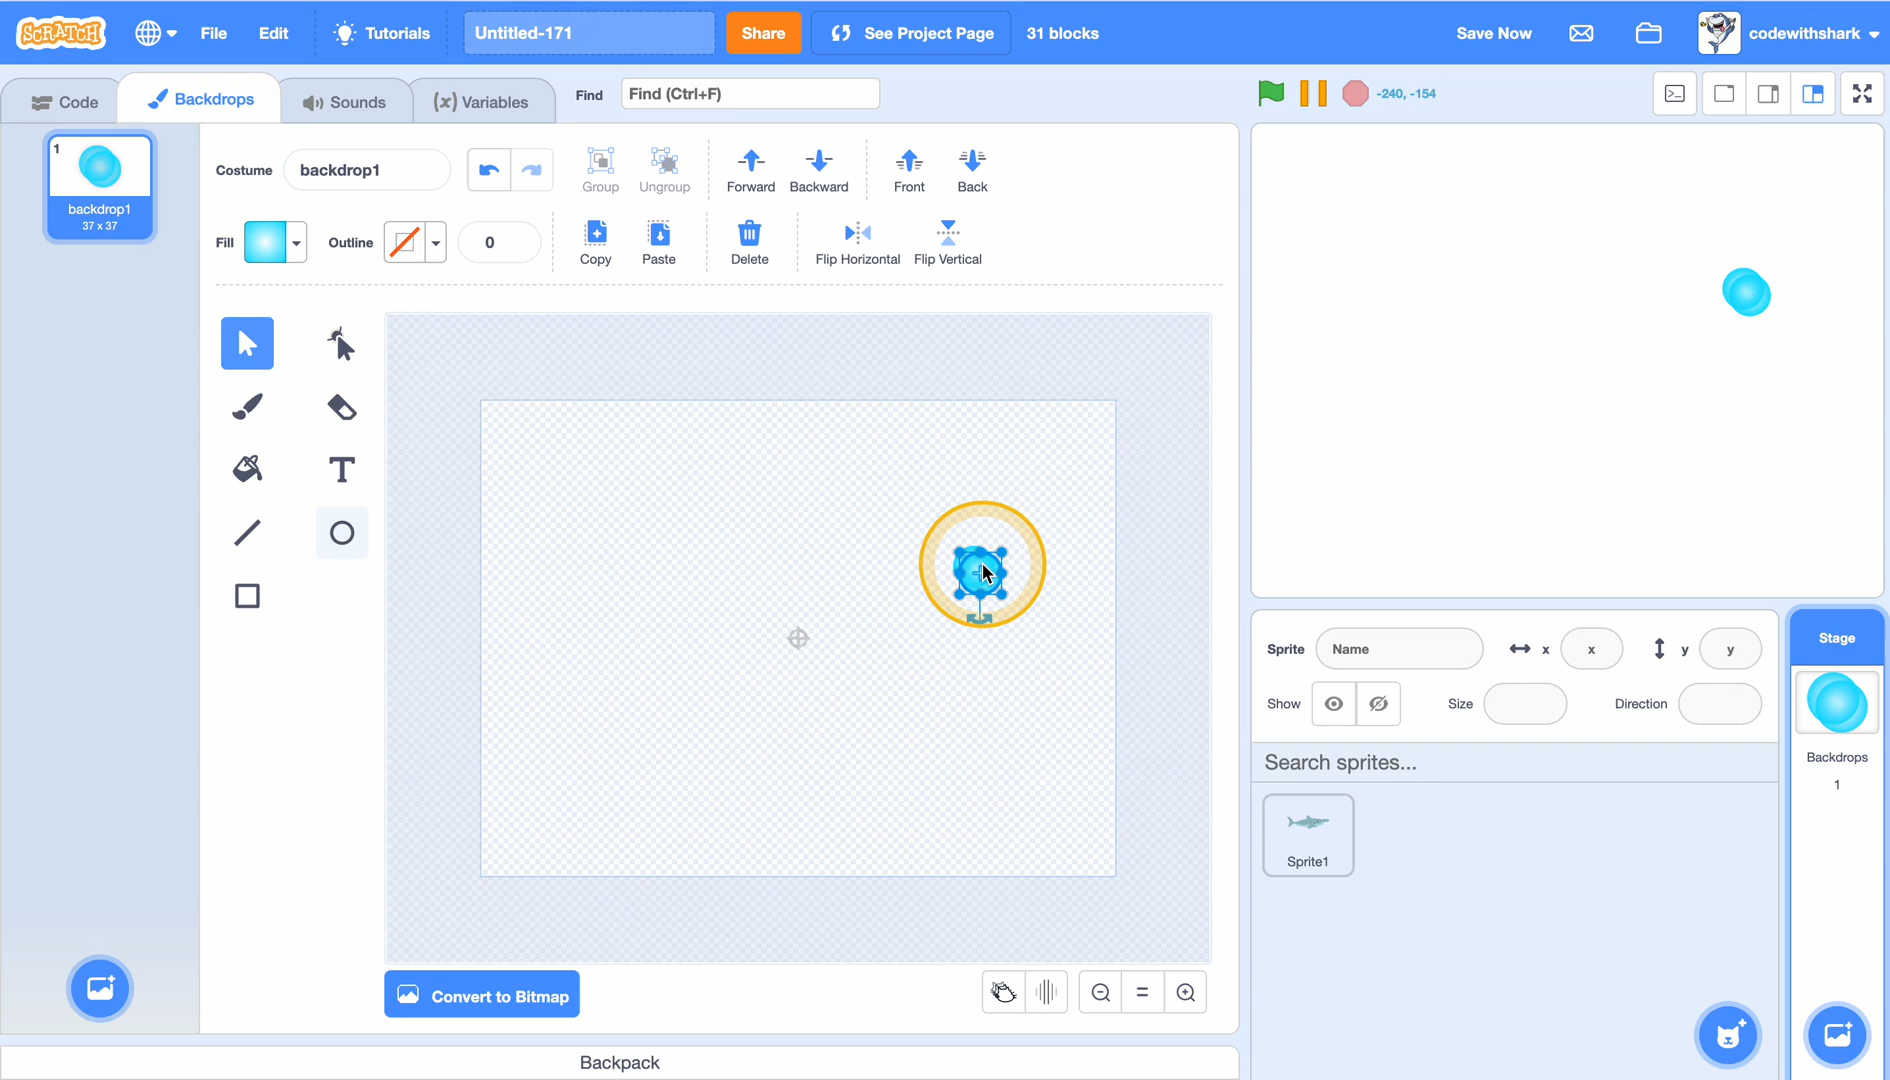 SCRATCH File Edit Tutorials Untitled-171 Share See Project Page 31 blocks Save Now codewithshark
Code Backdrops Sounds (x) Variables Find Find (Ctrl+F) -240, -154
1
backdrop1
37 x 37
Costume backdrop1 Group Ungroup Forward Backward Front Back
Fill Outline 0 Copy Paste Delete Flip Horizontal Flip Vertical
T
Convert to Bitmap
Backpack
Sprite Name x x y y
Show Size Direction
Search sprites...
Sprite1
Stage
Backdrops
1